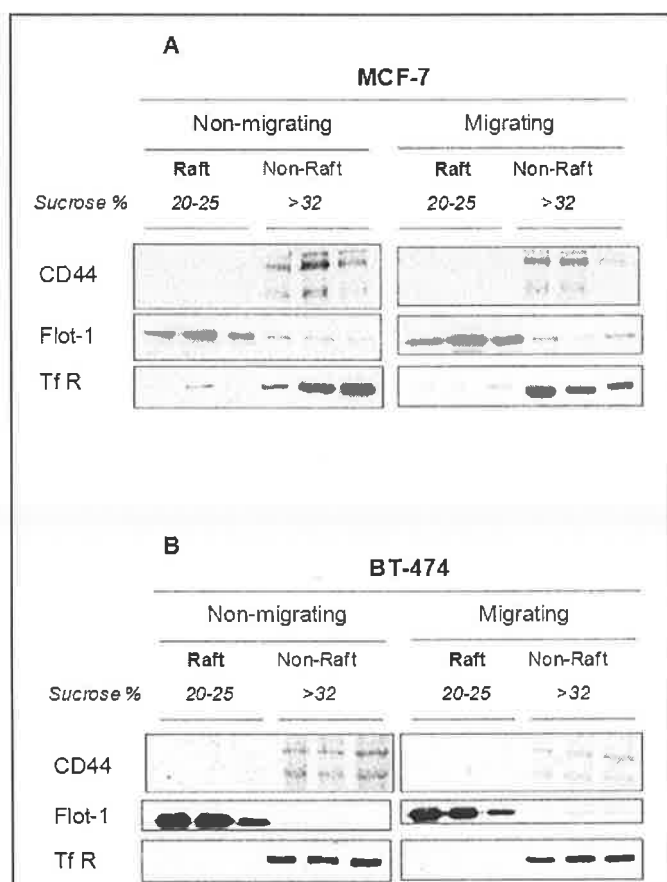 A
MCF-7
Non-migrating Migrating
Raft Non-Raft Raft Non-Raft
Sucrose % 20-25 >32 20-25 >32
CD44
Flot-1
Tf R
B
BT-474
Non-migrating Migrating
Raft Non-Raft Raft Non-Raft
Sucrose % 20-25 >32 20-25 >32
CD44
Flot-1
Tf R